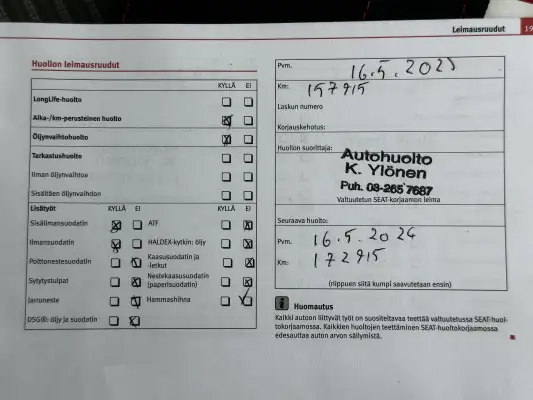 Leimausruudut 19
Huollon leimausruudut
KYLLÄ EI
LongLife-huolto
Aika-/km-perusteinen huolto
Öljynvaihtohuolto
Tarkastushuolto
Ilman öljynvaihtoa
Sisältäen öljynvaihdon
Lisätyöt KYLLÄ EI KYLLÄ EI
Sisäilmansuodatin ATF
Ilmansuodatin HALDEX-kytkin: öljy
Polttonestesuodatin Kaasusuodatin ja
-letkut
Sytytystulpat Nestekaasusuodatin
(paperisuodatin)
Jarruneste Hammashihna
DSG®: öljy ja suodatin
Pvm. 16.5.2023
Km: 157915
Laskun numero
Korjauskehotus:
Huollon suorittaja:
Autohuolto
K. Ylönen
Puh. 03-265 7687
Valtuutetun SEAT-korjaamon leima
Seuraava huolto:
Pvm. 16.5.2024
Km: 172915
(riippuen siitä kumpi saavutetaan ensin)
Huomautus
Kaikki autoon liittyvät työt on suositeltavaa teettää valtuutetussa SEAT-huol-
tokorjaamossa. Kaikkien huoltojen teettäminen SEAT-huoltokorjaamossa
edesauttaa auton arvon säilymistä.